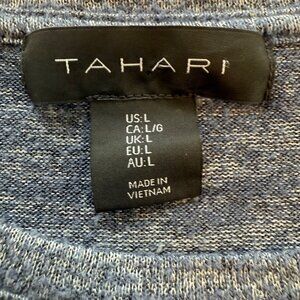 TAHARI
US:L
CA:L/G
UK:L
EU:L
AU:L
MADE IN
VIETNAM